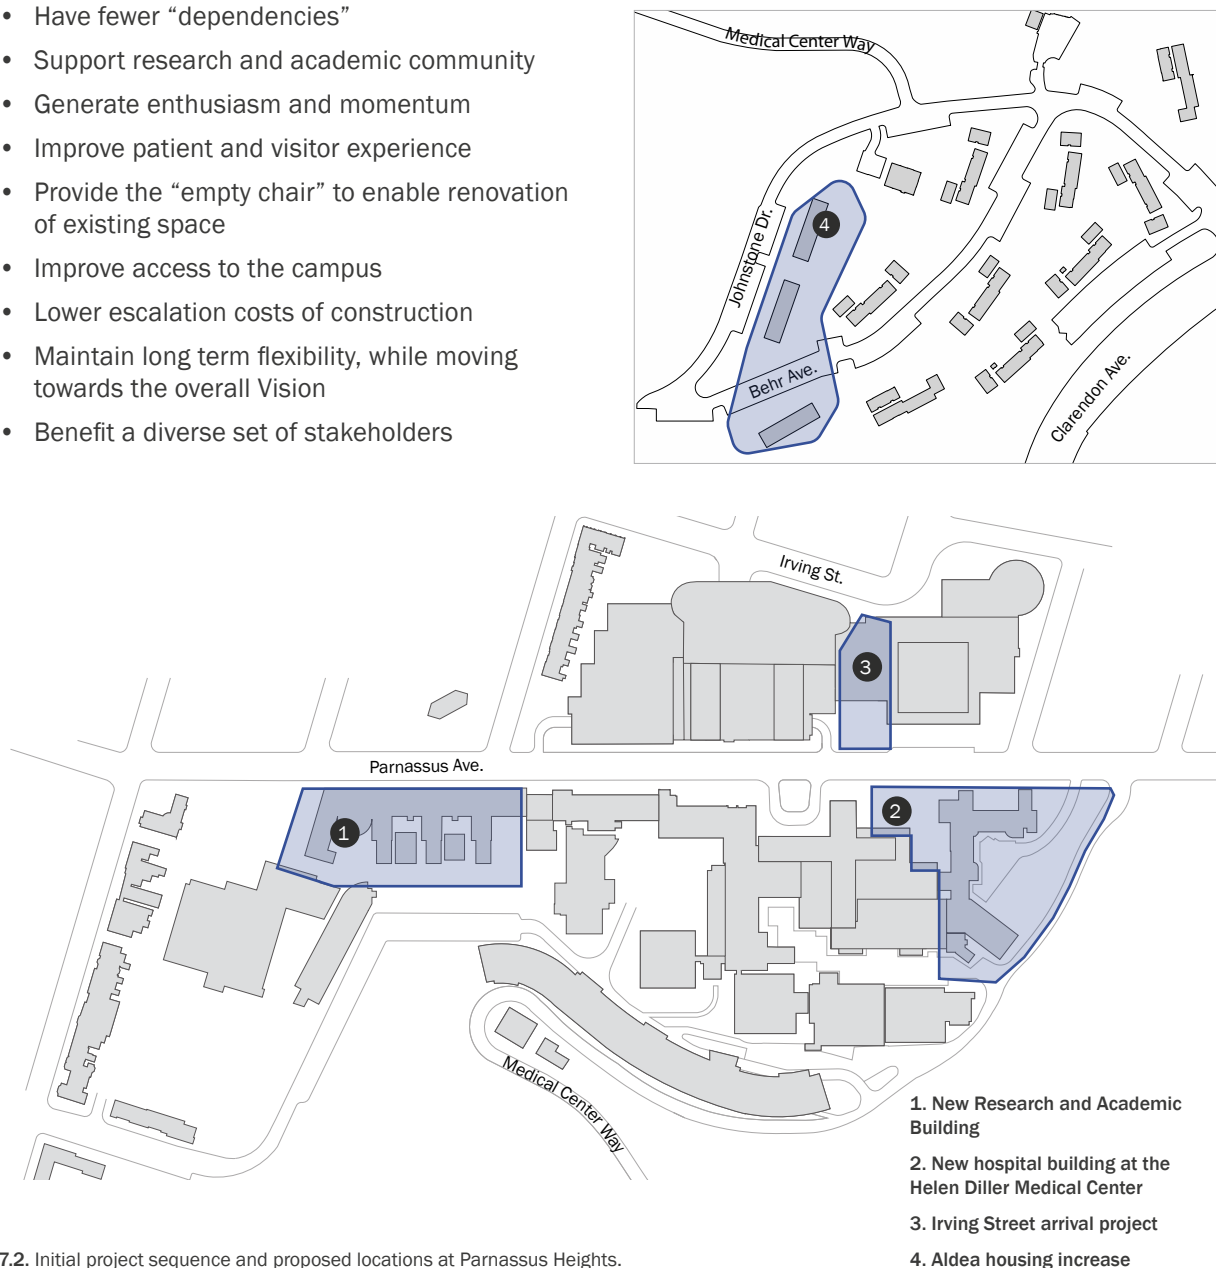 • Have fewer “dependencies”
• Support research and academic community
• Generate enthusiasm and momentum
• Improve patient and visitor experience
• Provide the “empty chair” to enable renovation
of existing space
• Improve access to the campus
• Lower escalation costs of construction
• Maintain long term flexibility, while moving
towards the overall Vision
• Benefit a diverse set of stakeholders
Medical Center Way
Johnstone Dr.
4
Behr Ave.
Clarendon Ave.
Irving St.
3
Parnassus Ave.
1
2
Medical Center Way
1. New Research and Academic
Building
2. New hospital building at the
Helen Diller Medical Center
3. Irving Street arrival project
4. Aldea housing increase
7.2. Initial project sequence and proposed locations at Parnassus Heights.